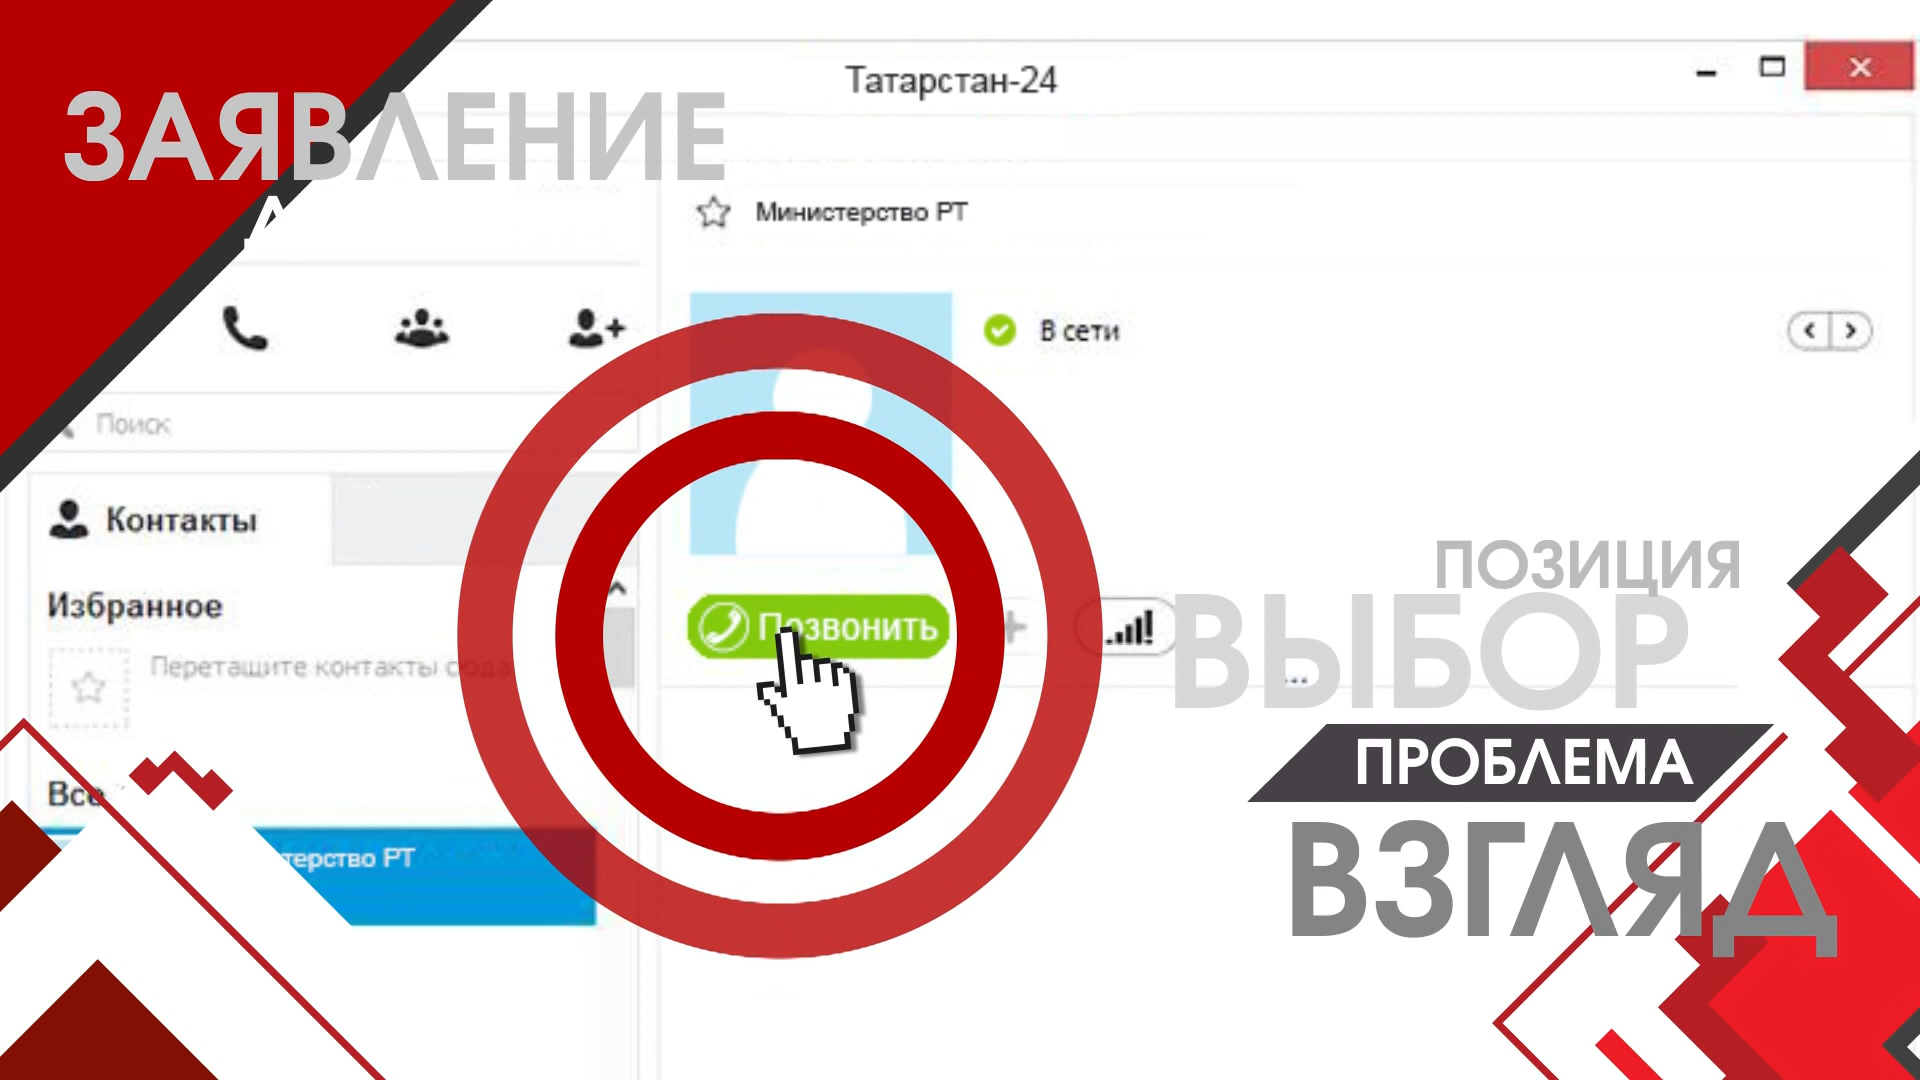 ЗАЯВЛЕНИЕ
Татарстан-24
Министерство РТ
В сети
Поиск
Контакты
Избранное
Перетащите контакты сюда
Все
терство РТ
Позвонить
ПОЗИЦИЯ
ВЫБОР
...
ПРОБЛЕМА
ВЗГЛЯД